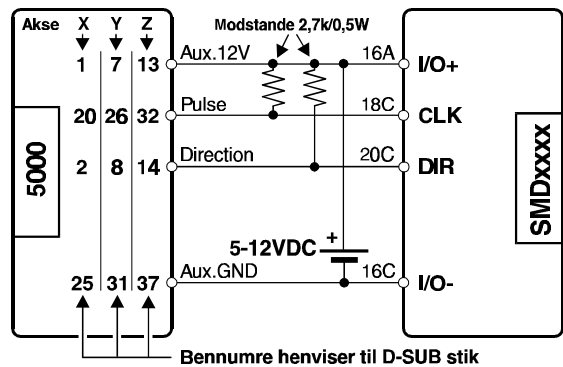 Akse X Y Z
Modstande 2,7k/0,5W
1 7 13 Aux.12V 16A I/O+
20 26 32 Pulse 18C CLK
5000
2 8 14 Direction 20C DIR
SMDxxxx
5-12VDC +
25 31 37 Aux.GND 16C I/O-
Bennumre henviser til D-SUB stik